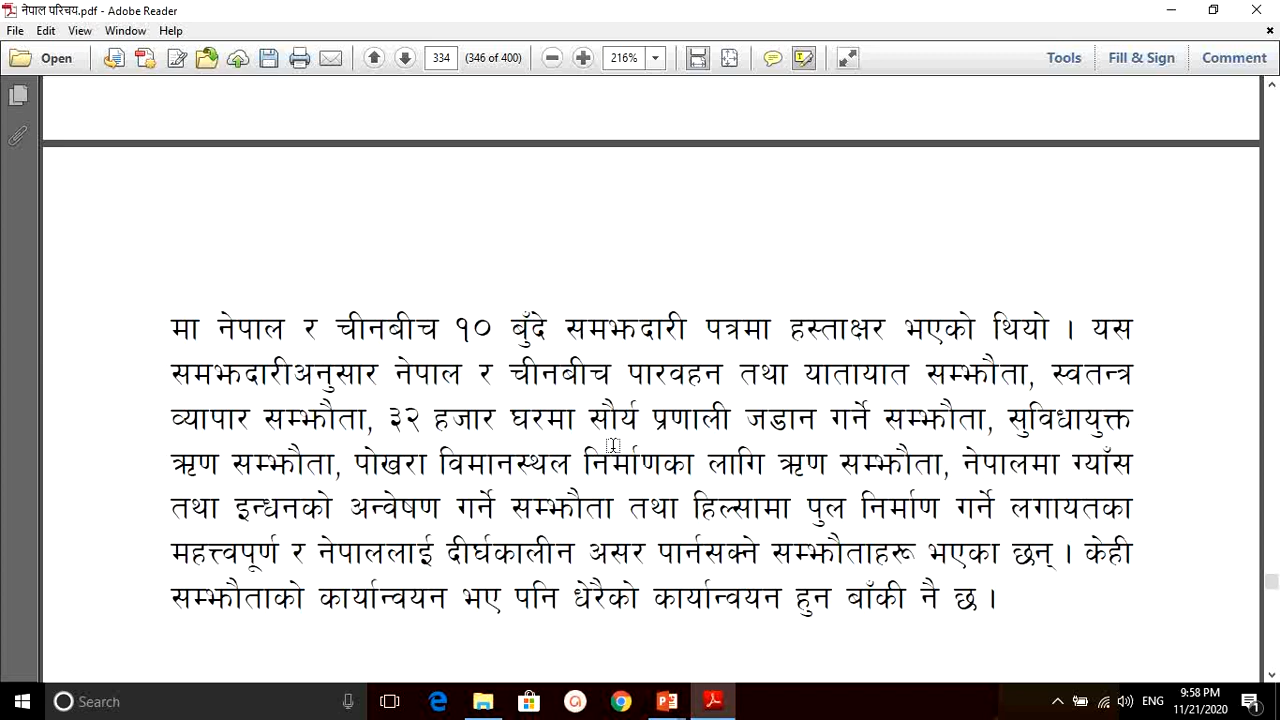 नेपाल परिचय.pdf - Adobe Reader
File Edit View Window Help
Open 334 (346 of 400) 216% Tools Fill & Sign Comment
मा नेपाल र चीनबीच १० बुँदे समझदारी पत्रमा हस्ताक्षर भएको थियो । यस
समझदारीअनुसार नेपाल र चीनबीच पारवहन तथा यातायात सम्झौता, स्वतन्त्र
व्यापार सम्झौता, ३२ हजार घरमा सौर्य प्रणाली जडान गर्ने सम्झौता, सुविधायुक्त
ऋण सम्झौता, पोखरा विमानस्थल निर्माणका लागि ऋण सम्झौता, नेपालमा ग्याँस
तथा इन्धनको अन्वेषण गर्ने सम्झौता तथा हिल्सामा पुल निर्माण गर्ने लगायतका
महत्त्वपूर्ण र नेपाललाई दीर्घकालीन असर पार्नसक्ने सम्झौताहरू भएका छन् । केही
सम्झौताको कार्यान्वयन भए पनि धेरैको कार्यान्वयन हुन बाँकी नै छ ।
Search ENG 9:58 PM
11/21/2020